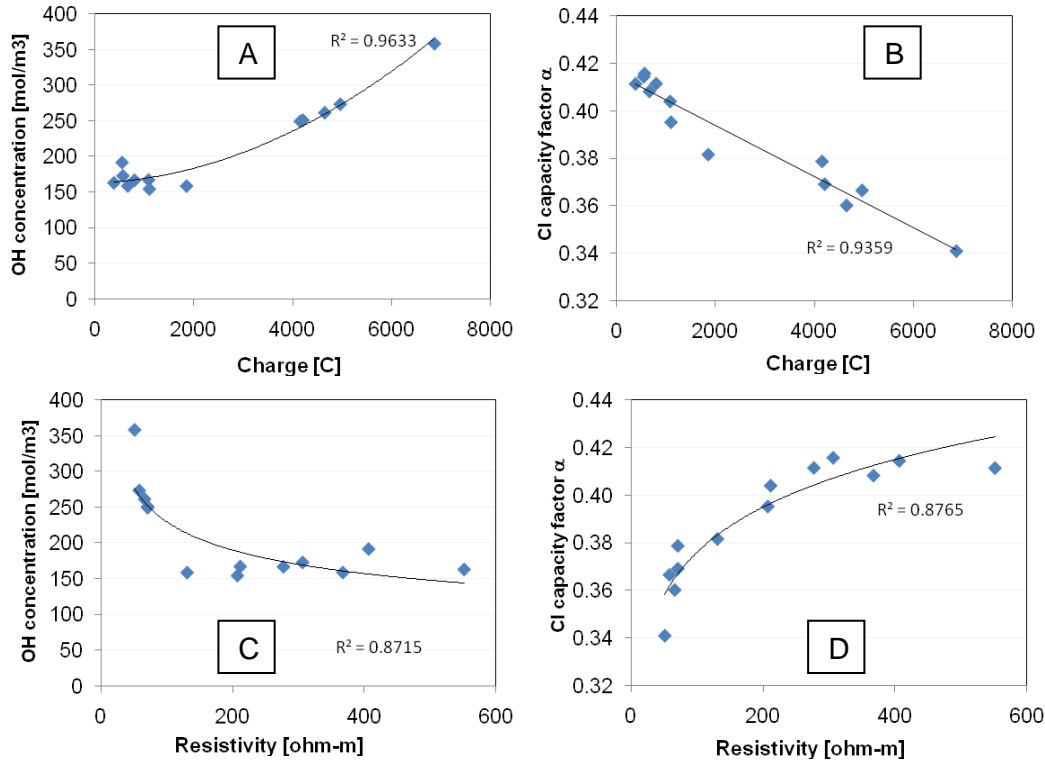 400
350
300
250
200
150
100
50
0
OH concentration [mol/m3]
A
R² = 0.9633
0 2000 4000 6000 8000
Charge [C]
0.44
0.42
0.40
0.38
0.36
0.34
0.32
Cl capacity factor α
B
R² = 0.9359
0 2000 4000 6000 8000
Charge [C]
400
350
300
250
200
150
100
50
0
OH concentration [mol/m3]
C
R² = 0.8715
0 200 400 600
Resistivity [ohm-m]
0.44
0.42
0.40
0.38
0.36
0.34
0.32
Cl capacity factor α
R² = 0.8765
D
0 200 400 600
Resistivity [ohm-m]